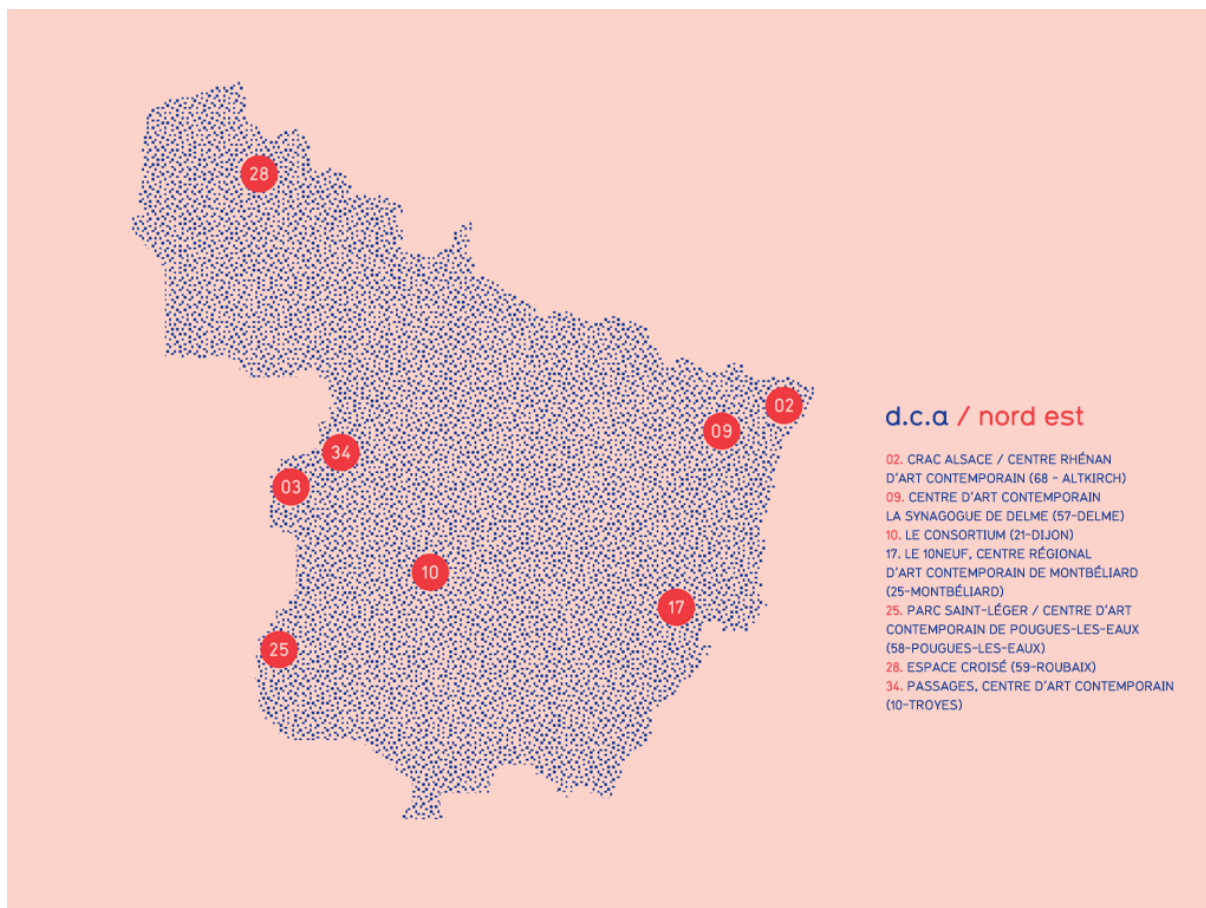 28
02
09
34
03
10
17
25
d.c.a / nord est
02. CRAC ALSACE / CENTRE RHÉNAN
D'ART CONTEMPORAIN (68 - ALTKIRCH)
09. CENTRE D'ART CONTEMPORAIN
LA SYNAGOGUE DE DELME (57-DELME)
10. LE CONSORTIUM (21-DIJON)
17. LE 10NEUF, CENTRE RÉGIONAL
D'ART CONTEMPORAIN DE MONTBÉLIARD
(25-MONTBÉLIARD)
25. PARC SAINT-LÉGER / CENTRE D'ART
CONTEMPORAIN DE POUGUES-LES-EAUX
(58-POUGUES-LES-EAUX)
28. ESPACE CROISÉ (59-ROUBAIX)
34. PASSAGES, CENTRE D'ART CONTEMPORAIN
(10-TROYES)